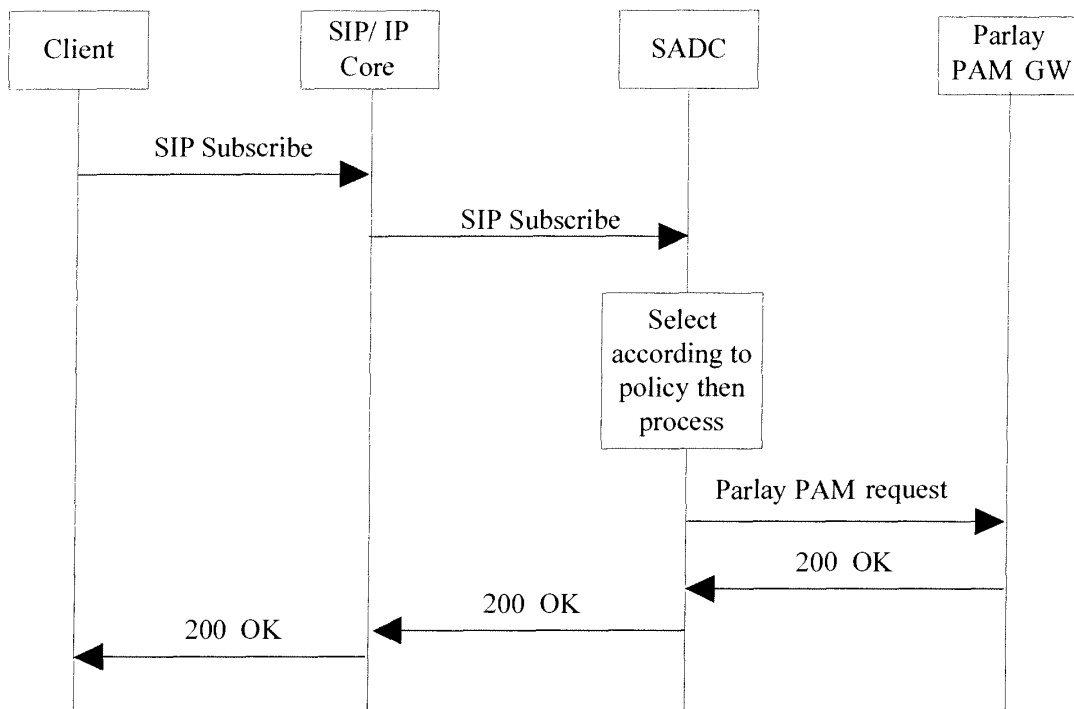 Client
SIP/ IP
Core
SADC
Parlay
PAM GW
SIP Subscribe
SIP Subscribe
Select
according to
policy then
process
Parlay PAM request
200 OK
200 OK
200 OK